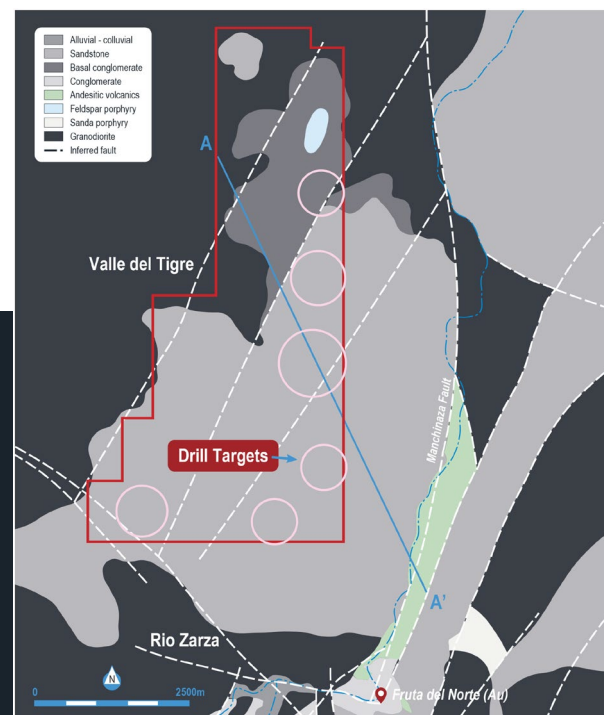 Alluvial - colluvial
Sandstone
Basal conglomerate
Conglomerate
Andesitic volcanics
Feldspar porphyry
Sanda porphyry
Granodiorite
Inferred fault
A
Valle del Tigre
Manchinaza Fault
Drill Targets
A'
Rio Zarza
N
0
2500m
Fruta del Norte (Au)